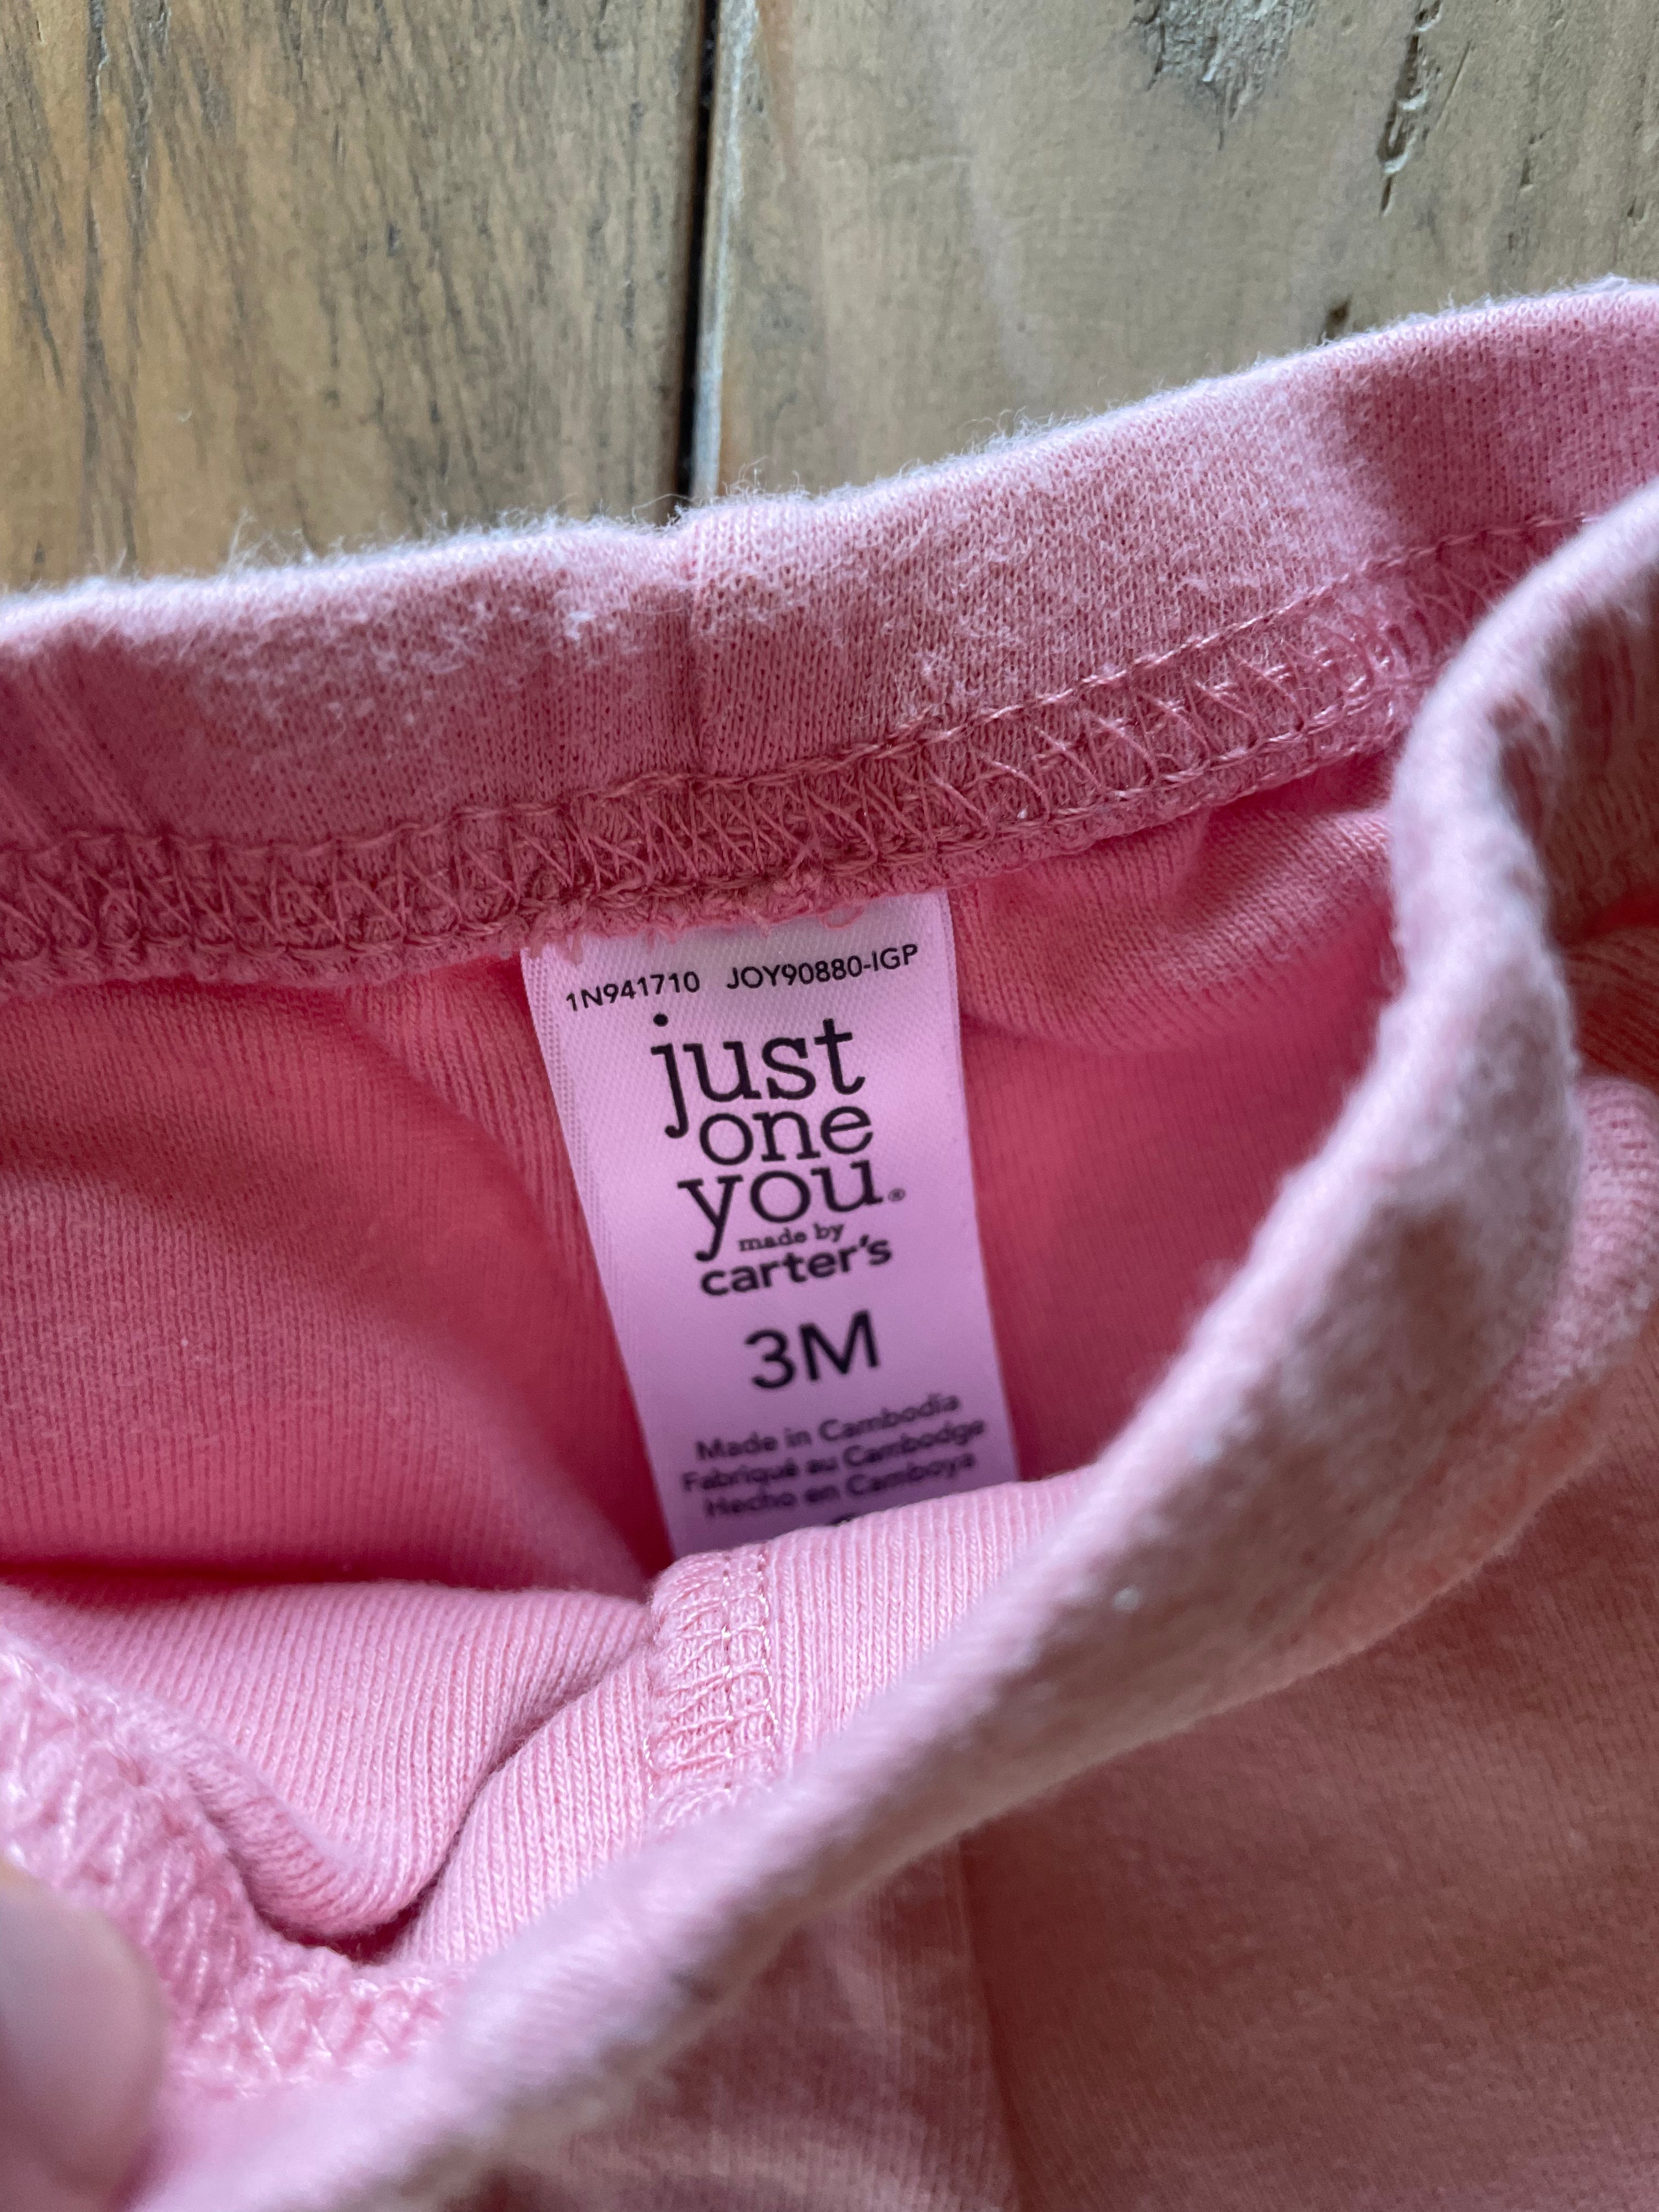 1N941710 JOY90880-IGP
just
one
you®
made by
carter's
3M
Made in Cambodia
Fabriqué au Cambodge
Hecho en Camboya